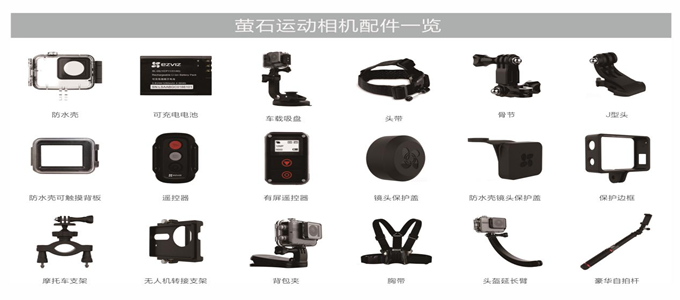 萤石运动相机配件一览
EZVIZ
防水壳
可充电电池
车载吸盘
头带
骨节
J型头
EZVIZ
防水壳可触摸背板
遥控器
有屏遥控器
镜头保护盖
防水壳镜头保护盖
保护边框
摩托车支架
无人机转接支架
背包夹
胸带
头盔延长臂
豪华自拍杆